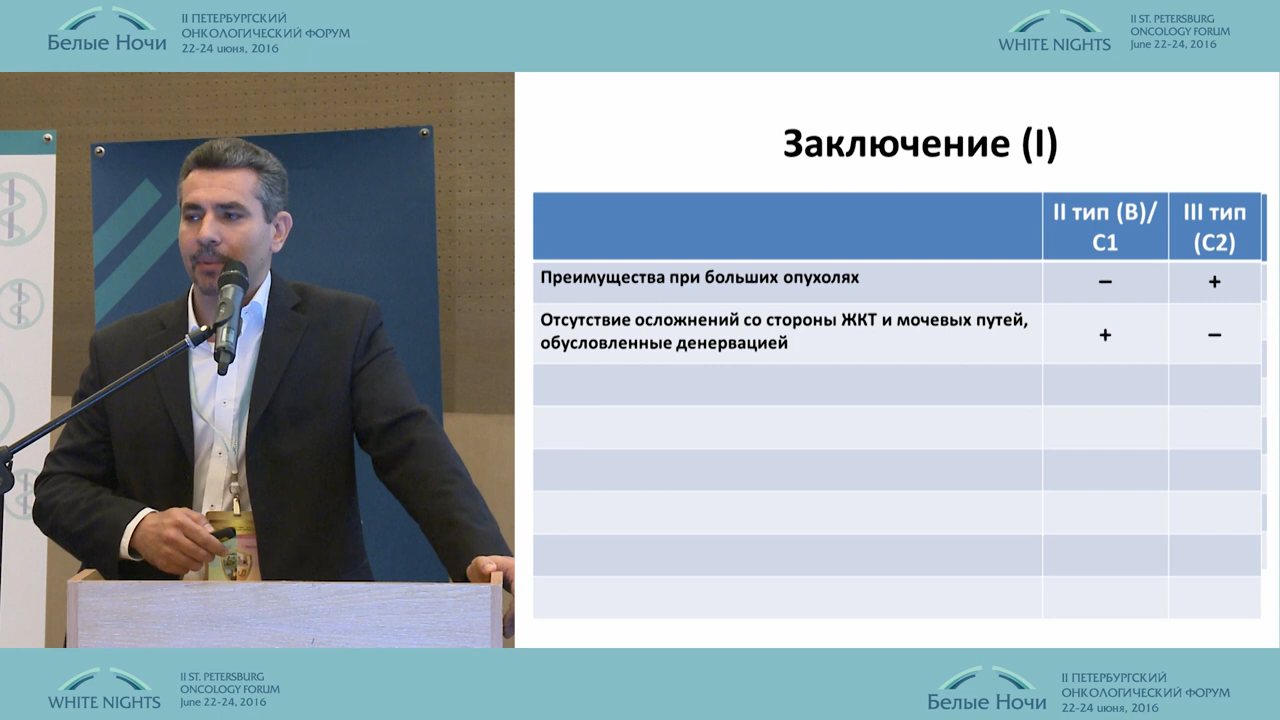 Белые Ночи
II ПЕТЕРБУРГСКИЙ
ОНКОЛОГИЧЕСКИЙ ФОРУМ
22-24 июня, 2016
WHITE NIGHTS
II ST. PETERSBURG
ONCOLOGY FORUM
June 22-24, 2016
Заключение (I)
II тип (B)/
C1
III тип
(C2)
Преимущества при больших опухолях
–
+
Отсутствие осложнений со стороны ЖКТ и мочевых путей,
обусловленные денервацией
+
–
WHITE NIGHTS
II ST. PETERSBURG
ONCOLOGY FORUM
June 22-24, 2016
Белые Ночи
II ПЕТЕРБУРГСКИЙ
ОНКОЛОГИЧЕСКИЙ ФОРУМ
22-24 июня, 2016